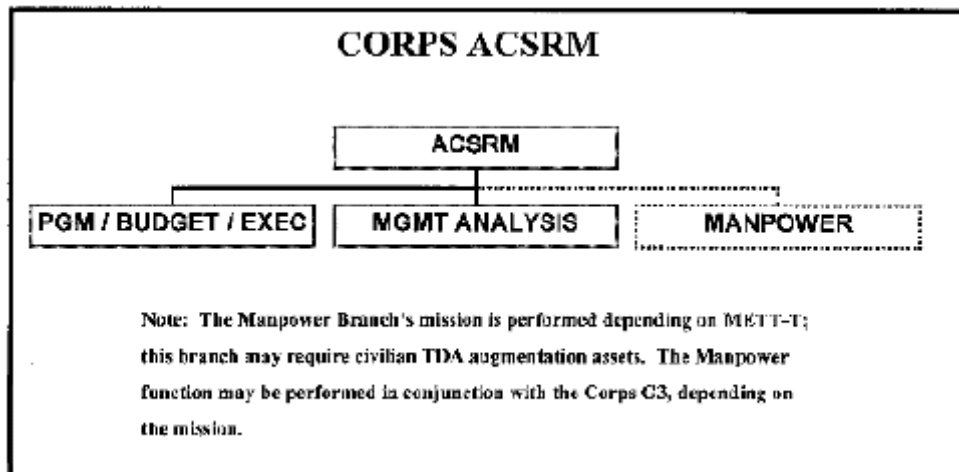 CORPS ACSRM
ACSRM
PGM / BUDGET / EXEC
MGMT ANALYSIS
MANPOWER
Note: The Manpower Branch's mission is performed depending on METT-T;
this branch may require civilian TDA augmentation assets. The Manpower
function may be performed in conjunction with the Corps G3, depending on
the mission.